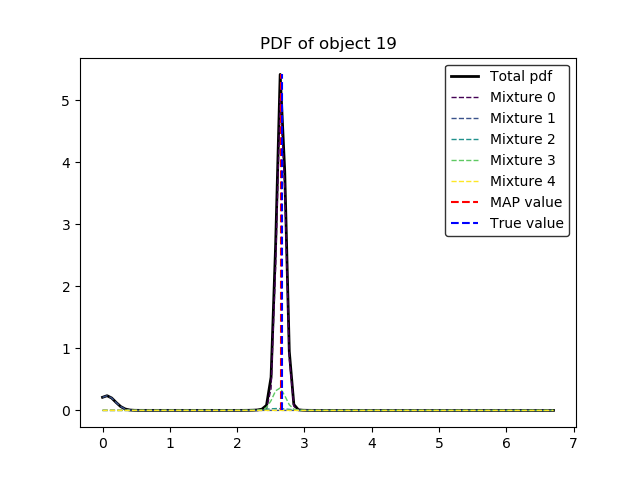 PDF of object 19
Total pdf
Mixture 0
Mixture 1
Mixture 2
Mixture 3
Mixture 4
MAP value
True value
5
4
3
2
1
0
0 1 2 3 4 5 6 7